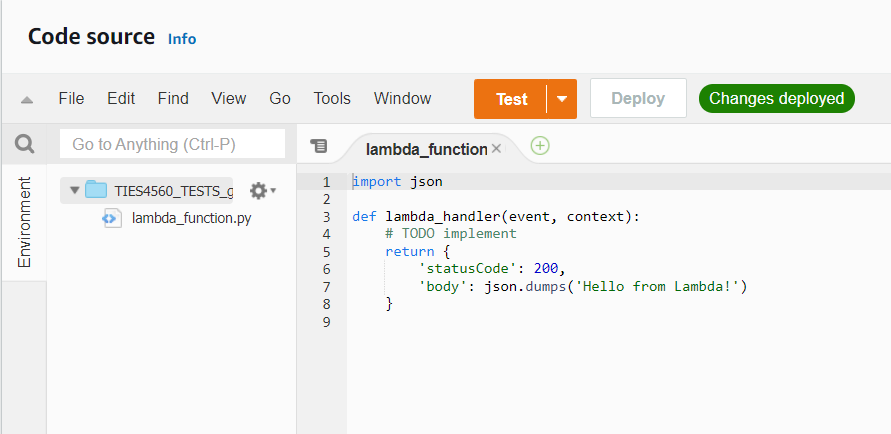 Code source Info
File Edit Find View Go Tools Window Test Deploy Changes deployed
Go to Anything (Ctrl-P)
Environment
TIES4560_TESTS_g
lambda_function.py
lambda_function
1 import json
2
3 def lambda_handler(event, context):
4     # TODO implement
5     return {
6         'statusCode': 200,
7         'body': json.dumps('Hello from Lambda!')
8     }
9